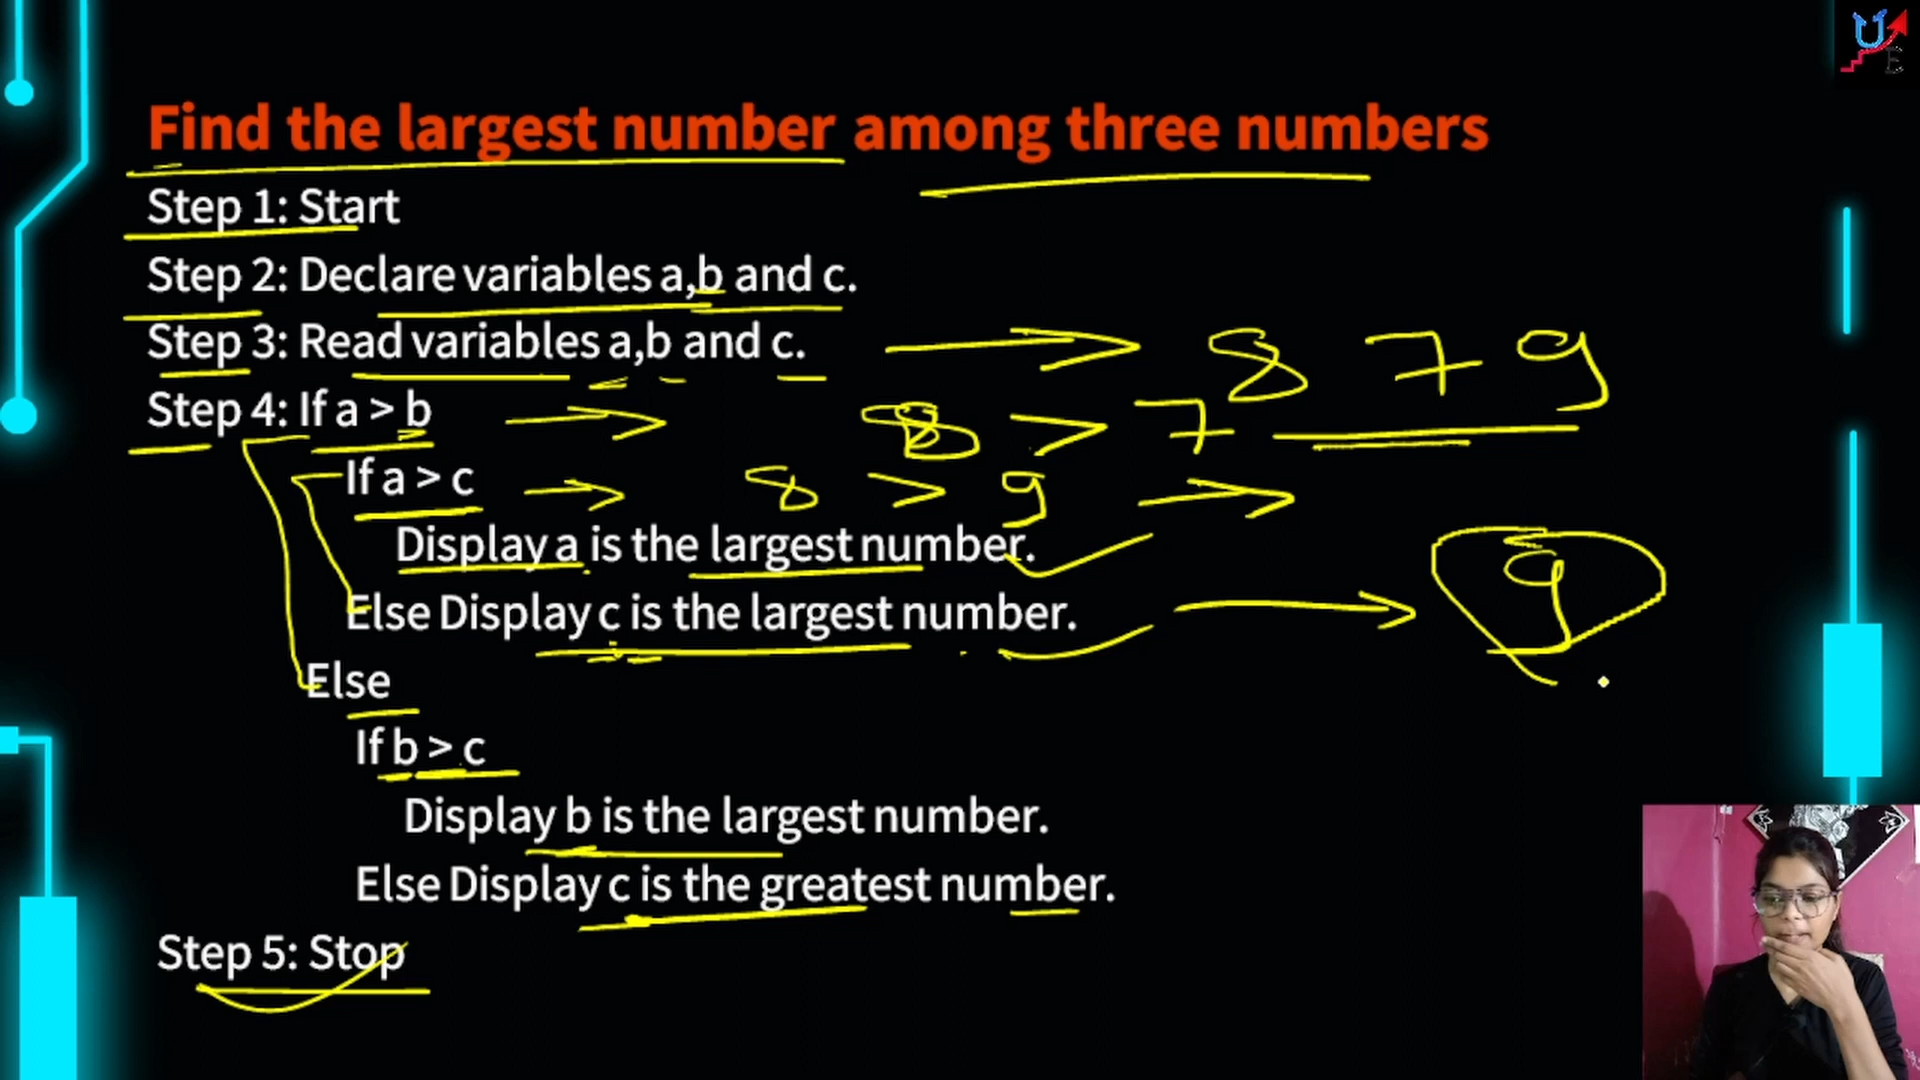 Find the largest number among three numbers
Step 1: Start
Step 2: Declare variables a,b and c.
Step 3: Read variables a,b and c. 8 7 9
Step 4: If a > b 8 > 7
If a > c 8 > 9
Display a is the largest number.
Else Display c is the largest number. 9
Else
If b > c
Display b is the largest number.
Else Display c is the greatest number.
Step 5: Stop
U E